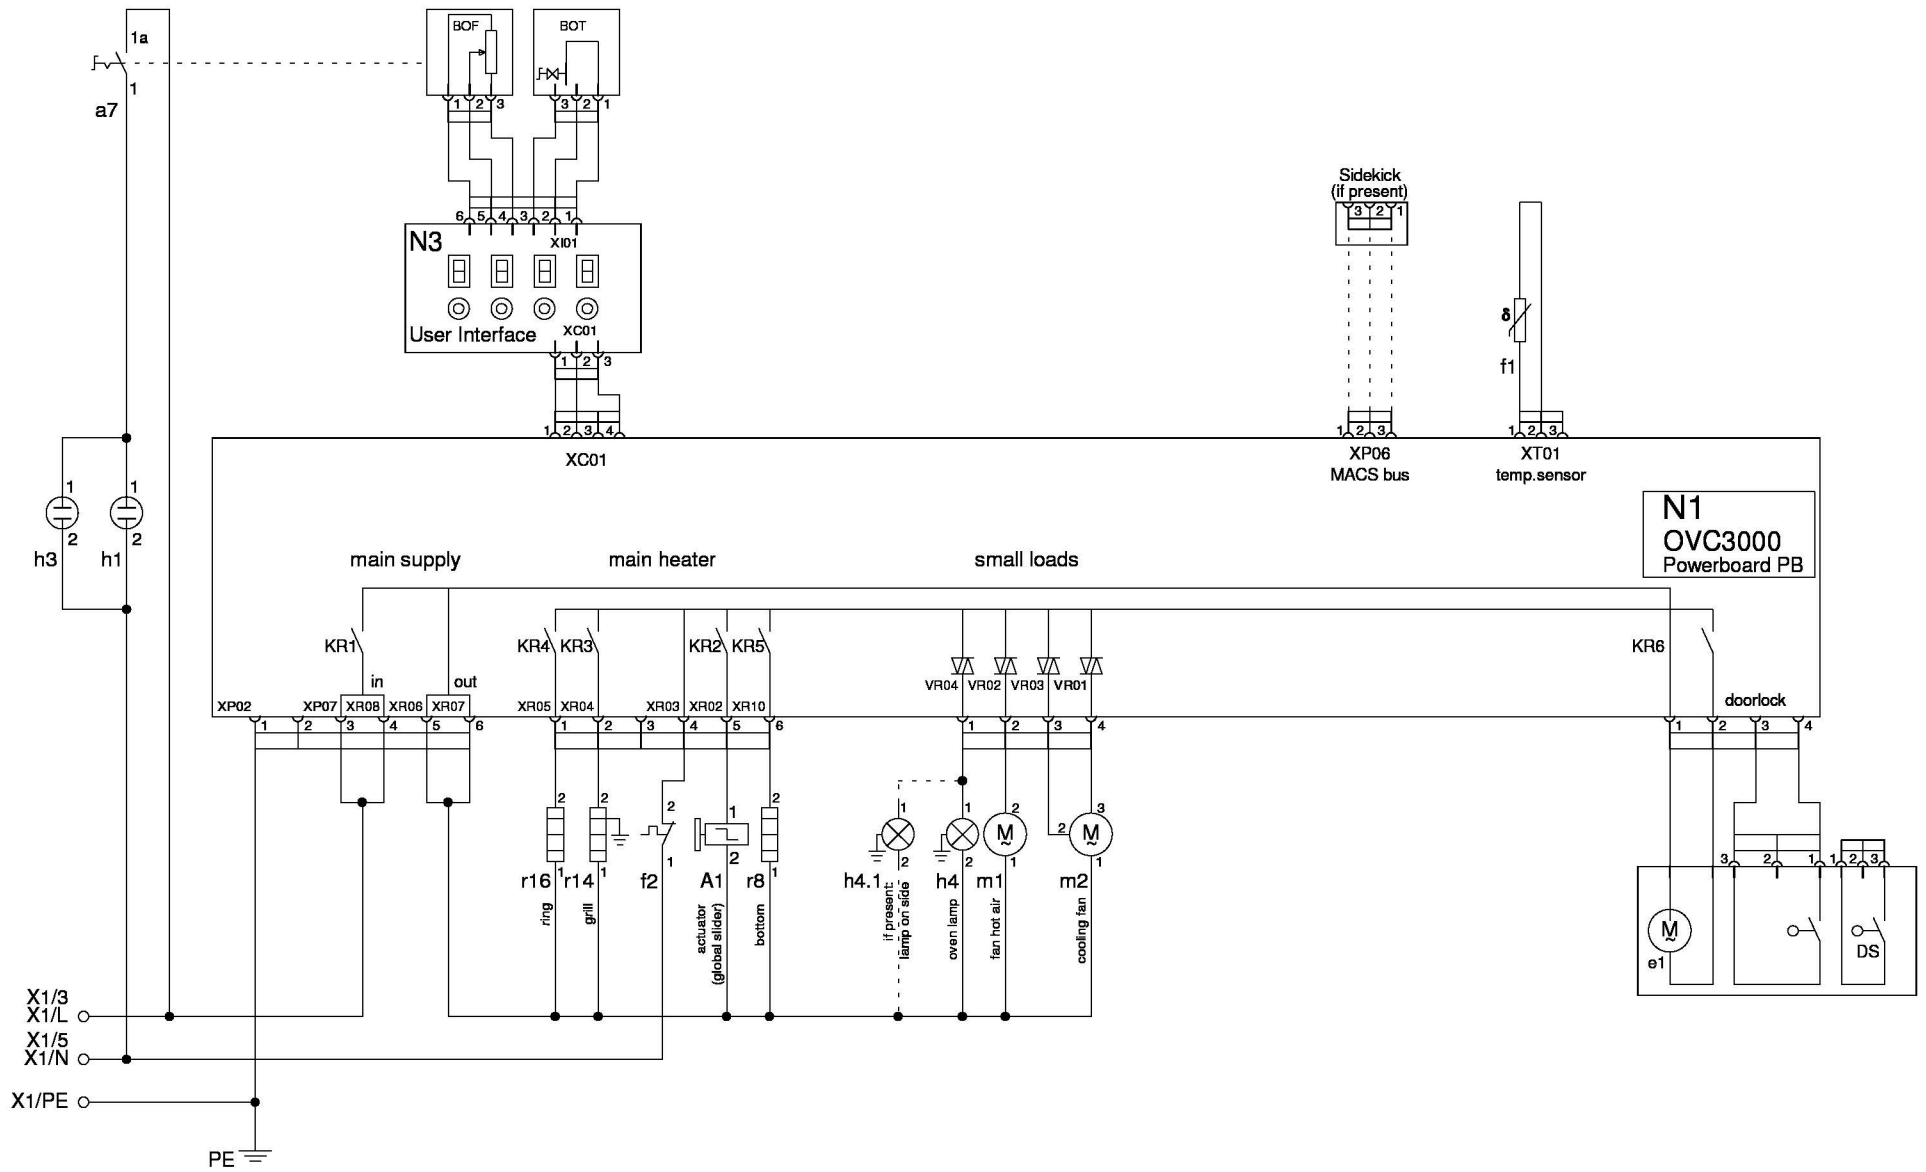 1a
BOF
BOT
1
1 2 3
3 2 1
a7
Sidekick
(if present)
3 2 1
6 5 4 3 2 1
N3
XI01
δ
User Interface
XC01
1 2 3
f1
1 2 3 4
1 2 3
1 2 3
XC01
XP06
XT01
MACS bus
temp.sensor
1
1
N1
2
2
OVC3000
h3
h1
main supply
main heater
small loads
Powerboard PB
KR1
KR4
KR3
KR2
KR5
KR6
in
out
VR04
VR02
VR03
VR01
XP02
XP07
XR08
XR06
XR07
XR05
XR04
XR03
XR02
XR10
doorlock
1 2 3 4 5 6
1 2 3 4 5 6
1 2 3 4
1 2 3 4
2
2
2
1
2
1
1
2
3
M
~
2
M
~
1
1
1
2
1
2
2
1
1
3 2 1
1 2 3
r16
r14
f2
A1
r8
h4.1
h4
m1
m2
ring
grill
actuator
(global slider)
bottom
if present:
lamp on side
oven lamp
fan hot air
cooling fan
M
~
DS
e1
X1/3
X1/L
X1/5
X1/N
X1/PE
PE